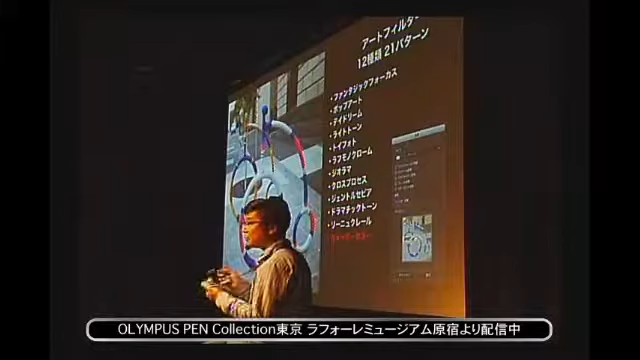 アートフィルター
12種類 21パターン
・ファンタジックフォーカス
・ポップアート
・デイドリーム
・ライトトーン
・トイフォト
・ラフモノクローム
・ジオラマ
・クロスプロセス
・ジェントルセピア
・ドラマチックトーン
・リーニュクレール
OLYMPUS PEN Collection東京 ラフォーレミュージアム原宿より配信中